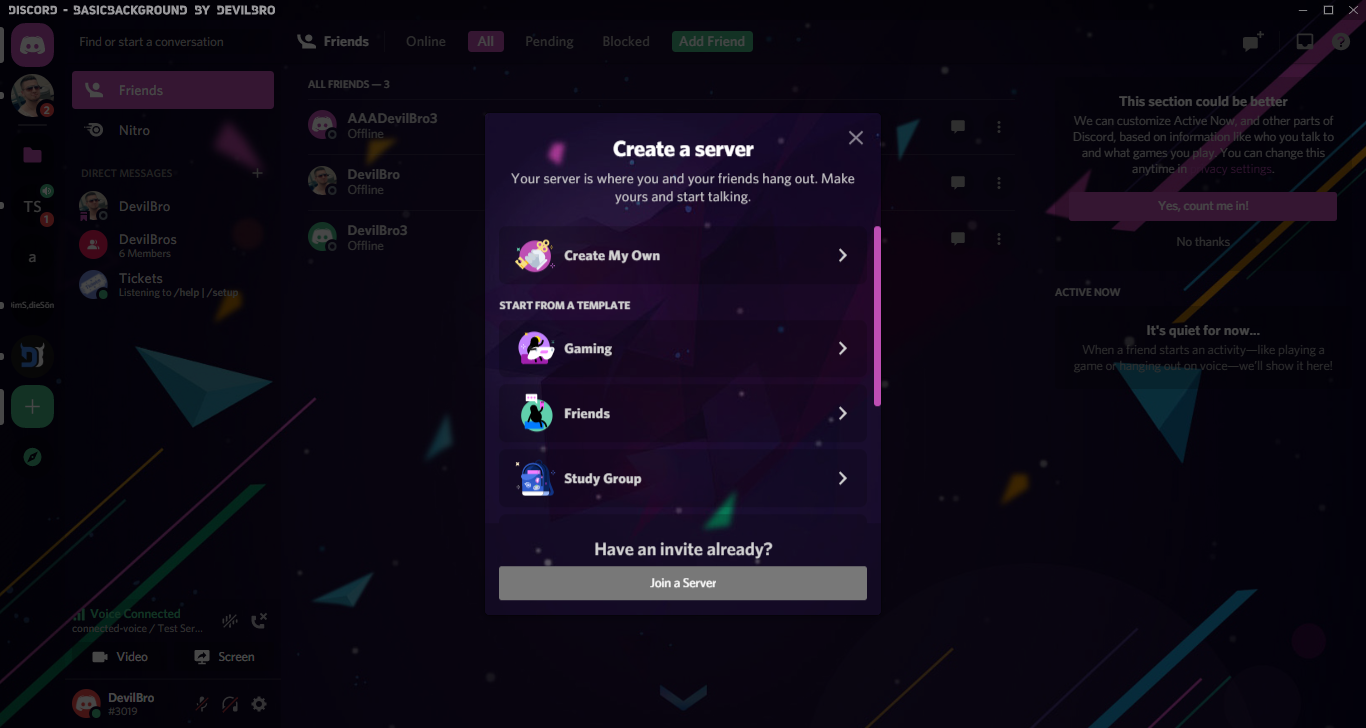 DISCORD - BASICBACKGROUND BY DEVILBRO
Find or start a conversation
Friends
Online
All
Pending
Blocked
Add Friend
Friends
Nitro
DIRECT MESSAGES
DevilBro
DevilBros
6 Members
Tickets
Listening to /help | /setup
2
TS
1
a
ALL FRIENDS — 3
AAADevilBro3
Offline
DevilBro
Offline
DevilBro3
Offline
Create a server
Your server is where you and your friends hang out. Make
yours and start talking.
Create My Own
START FROM A TEMPLATE
Gaming
Friends
Study Group
Have an invite already?
Join a Server
This section could be better
We can customize Active Now, and other parts of
Discord, based on information like who you talk to
and what games you play. You can change this
anytime in privacy settings.
Yes, count me in!
No thanks
ACTIVE NOW
It's quiet for now...
When a friend starts an activity—like playing a
game or hanging out on voice—we'll show it here!
Voice Connected
connected-voice / Test Ser...
Video
Screen
DevilBro
#3019